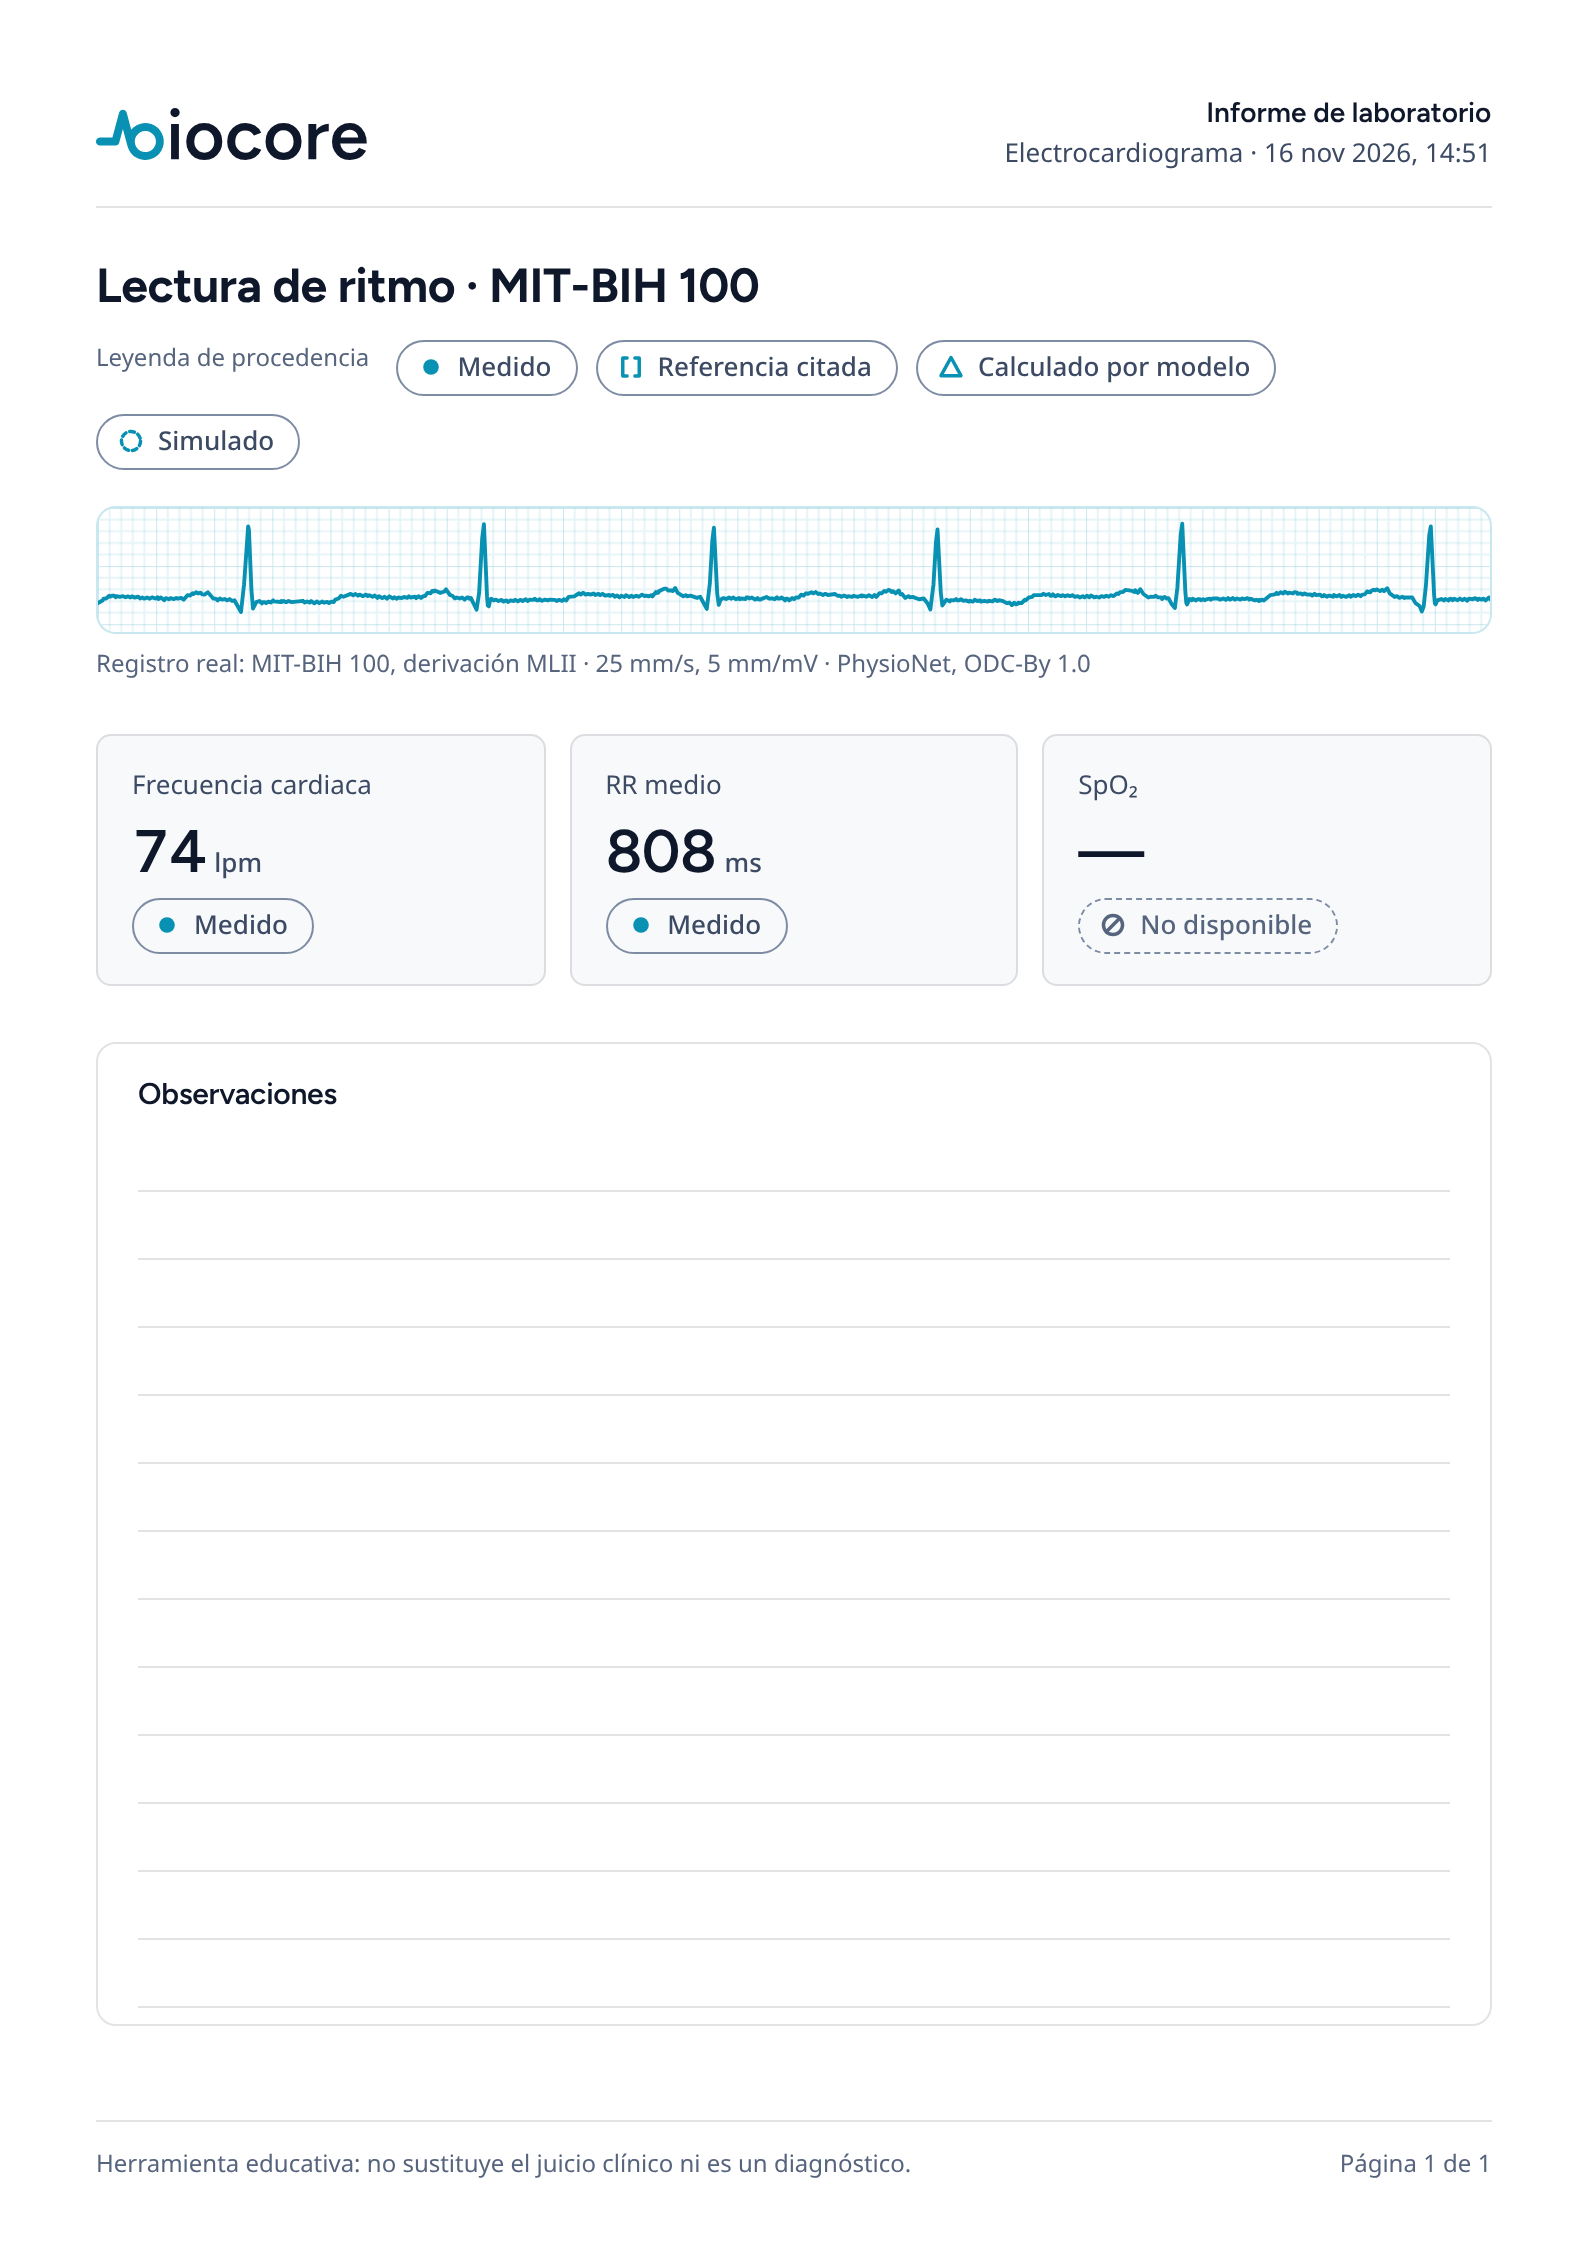 biocore
Informe de laboratorio
Electrocardiograma · 16 nov 2026, 14:51
Lectura de ritmo · MIT-BIH 100
Leyenda de procedencia
Medido
Referencia citada
Calculado por modelo
Simulado
Registro real: MIT-BIH 100, derivación MLII · 25 mm/s, 5 mm/mV · PhysioNet, ODC-By 1.0
Frecuencia cardiaca
74 lpm
Medido
RR medio
808 ms
Medido
SpO₂
—
No disponible
Observaciones
Herramienta educativa: no sustituye el juicio clínico ni es un diagnóstico.
Página 1 de 1